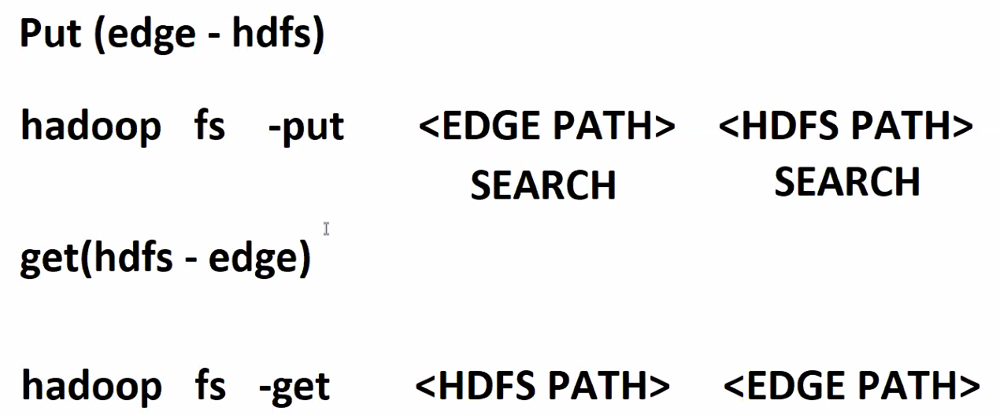 Put (edge - hdfs)
hadoop fs -put <EDGE PATH> <HDFS PATH>
SEARCH SEARCH
get(hdfs - edge)
hadoop fs -get <HDFS PATH> <EDGE PATH>